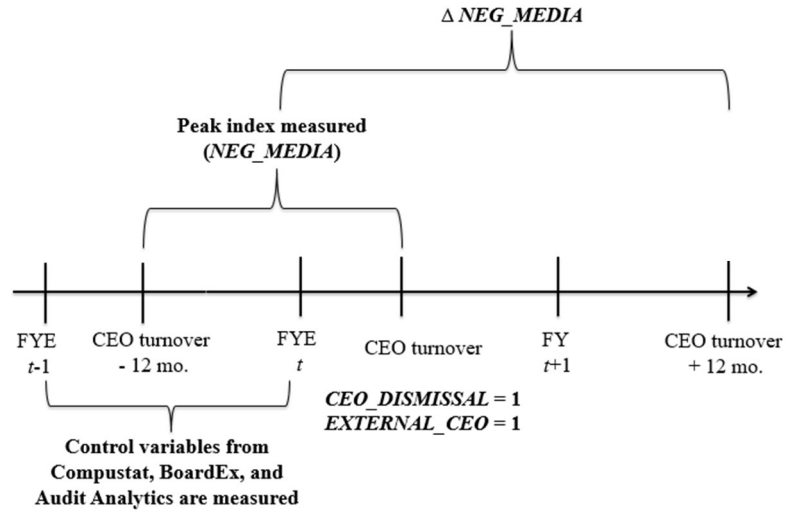 Δ NEG_MEDIA
Peak index measured
(NEG_MEDIA)
FYE
t-1
CEO turnover
- 12 mo.
FYE
t
CEO turnover
FY
t+1
CEO turnover
+ 12 mo.
CEO_DISMISSAL = 1
EXTERNAL_CEO = 1
Control variables from
Compustat, BoardEx, and
Audit Analytics are measured